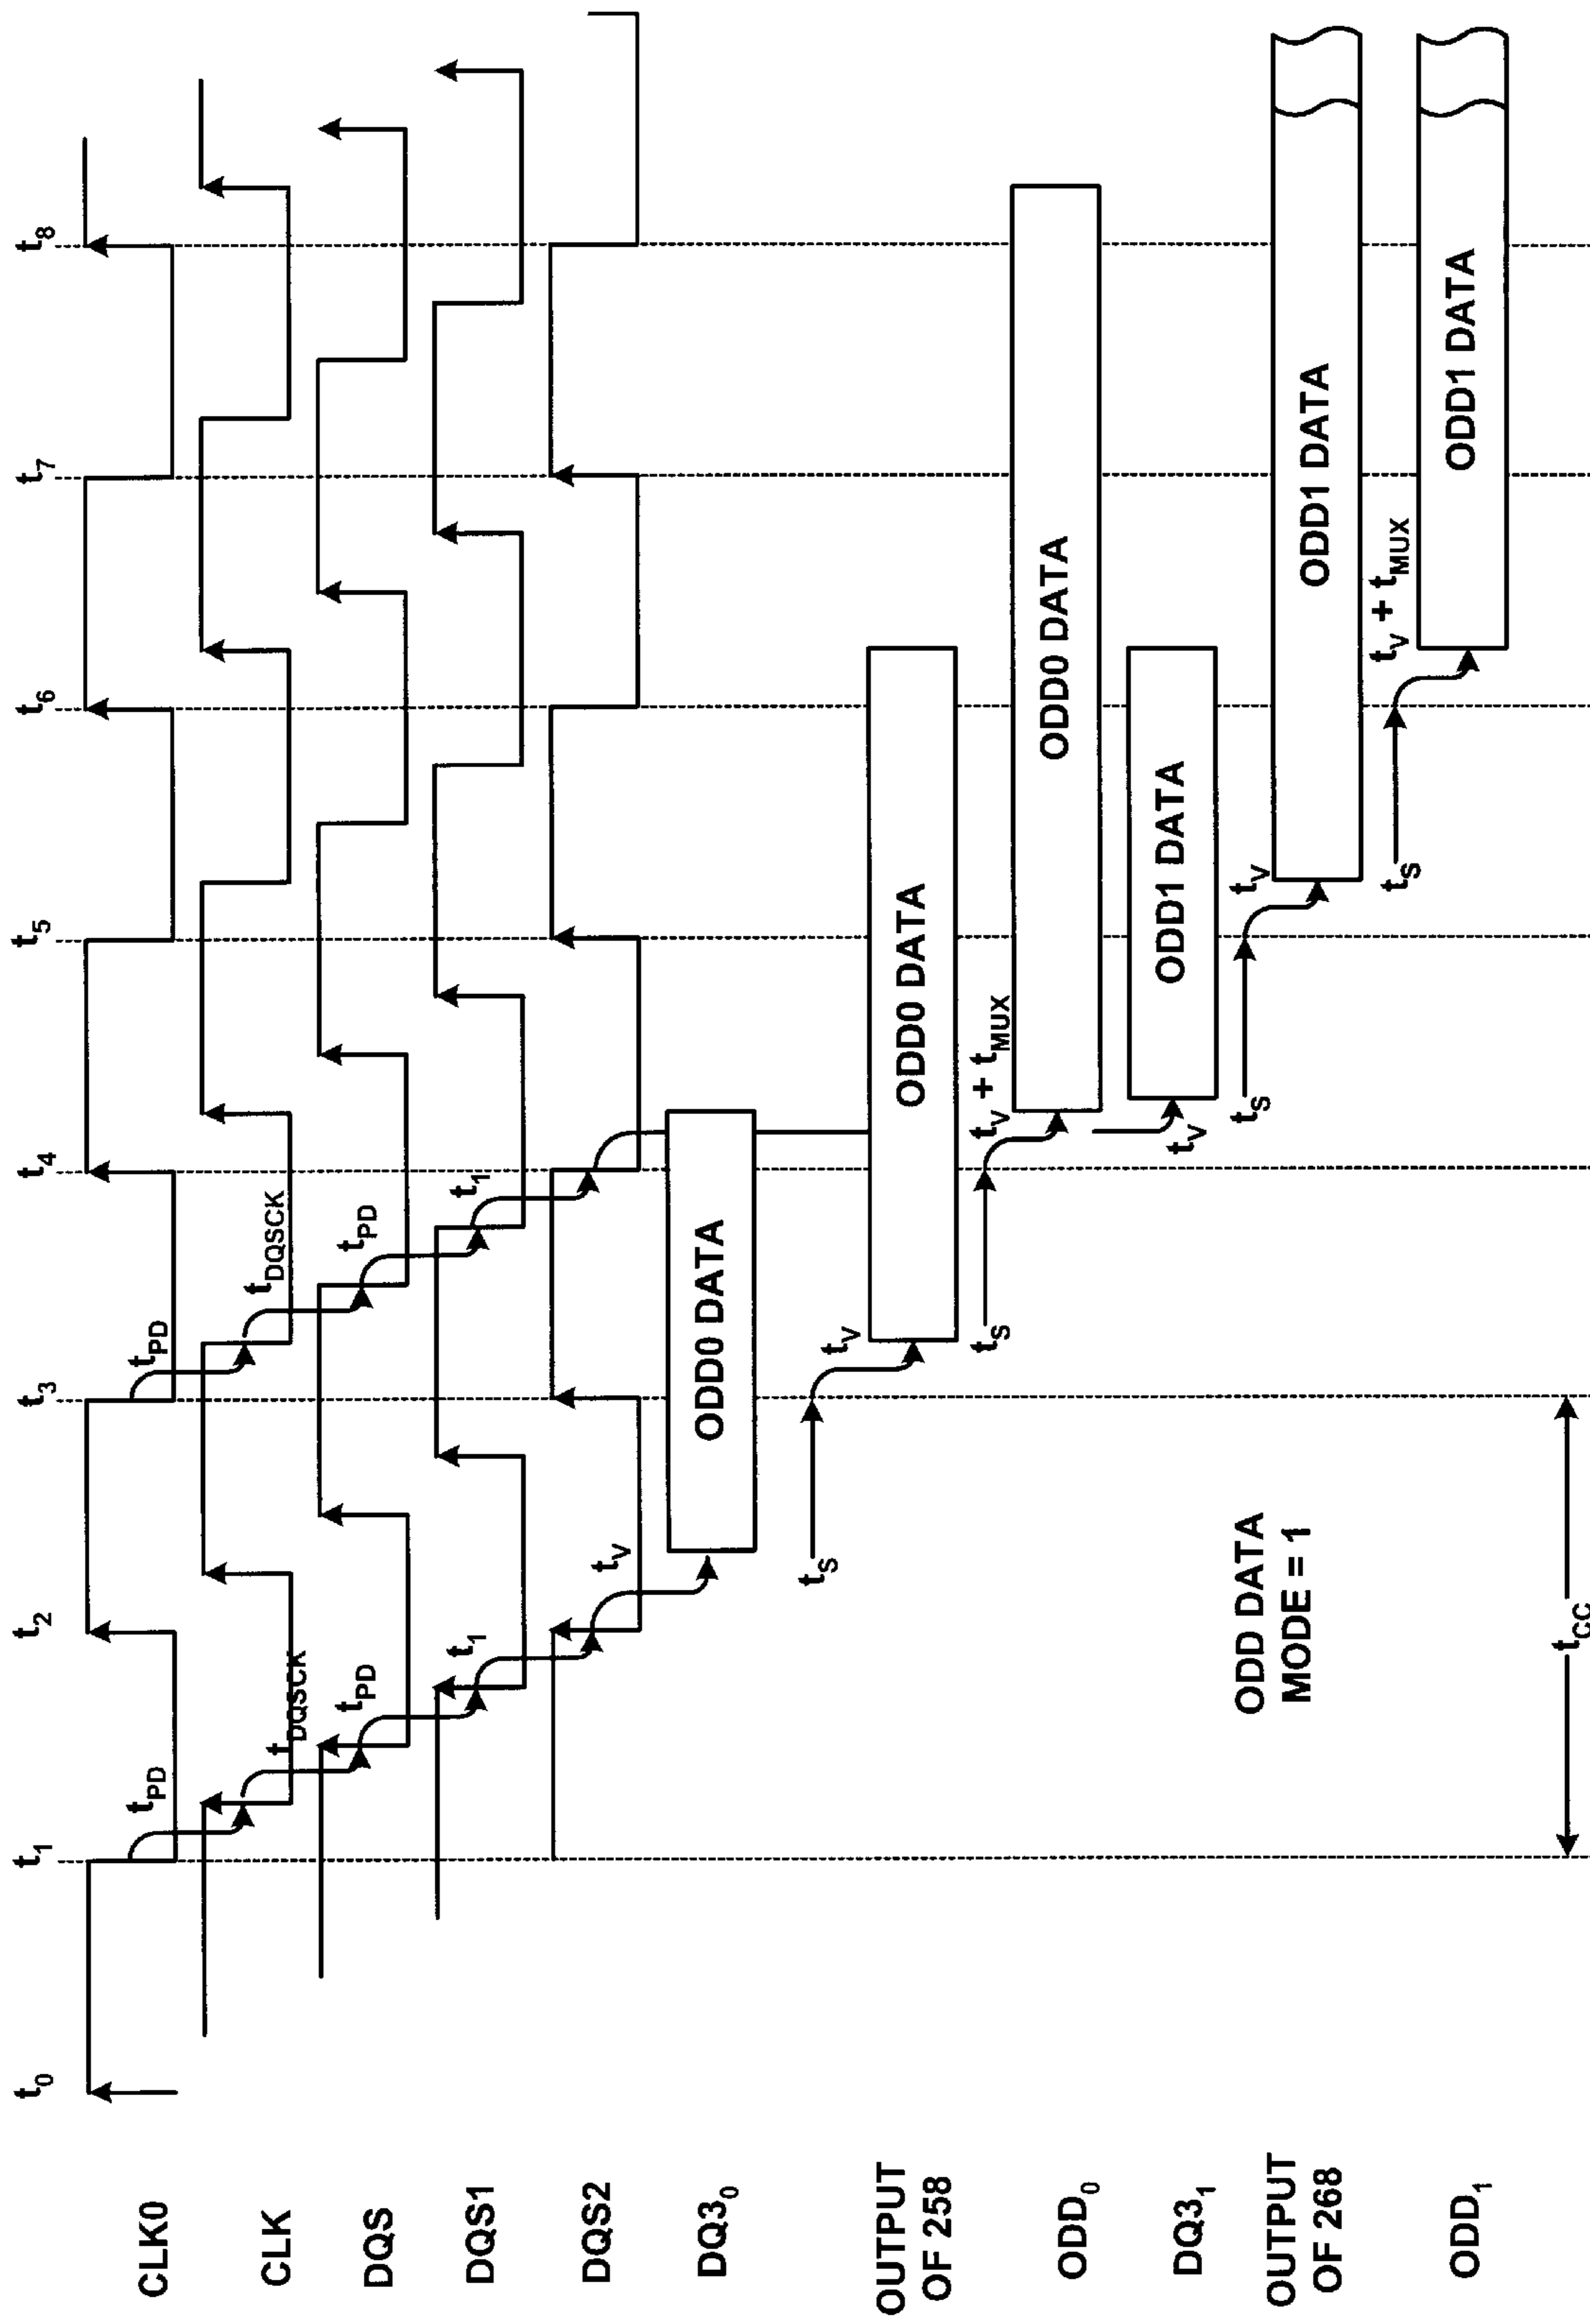 t0 t1 t2 t3 t4 t5 t6 t7 t8
CLK0
tPD tPD
CLK
tDQSCK tDQSCK
DQS
tPD tPD
DQS1
t1 t1
DQS2
tV
DQ30
ODD0 DATA
OUTPUT
OF 258
tS tV
ODD0 DATA
ODD0
tS tV + tMUX
ODD0 DATA
DQ31
tV
ODD1 DATA
OUTPUT
OF 268
tS tV
ODD1 DATA
ODD1
tS tV + tMUX
ODD1 DATA
ODD DATA
MODE = 1
tCC